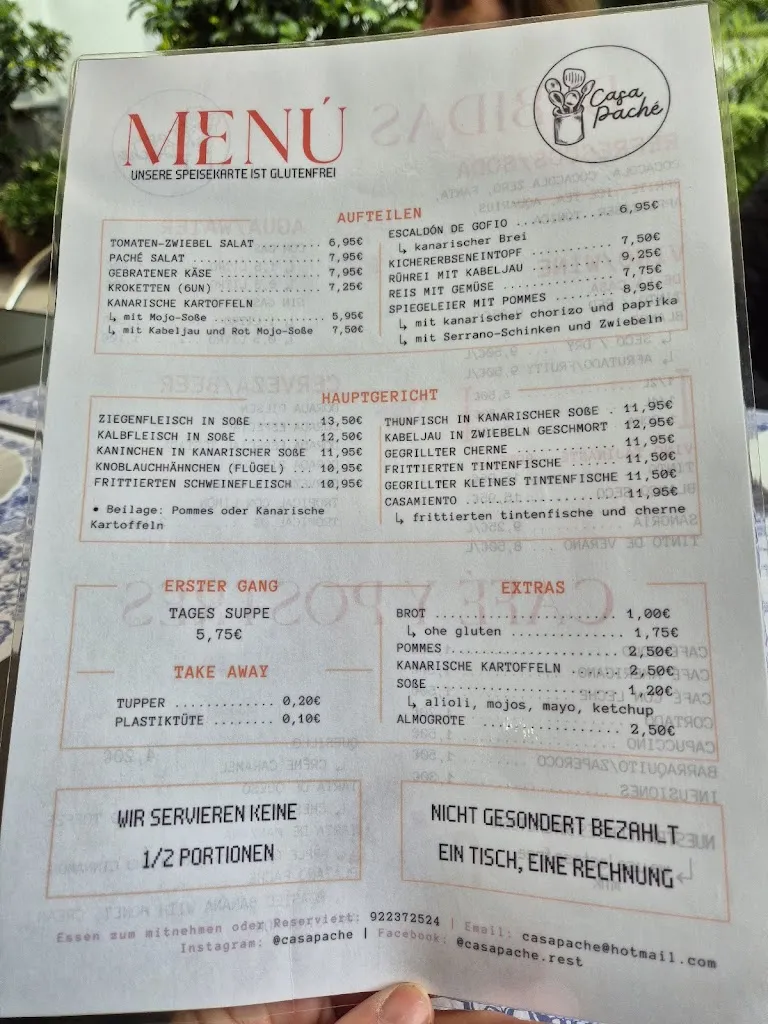 MENÚ
UNSERE SPEISEKARTE IST GLUTENFREI
Casa
Paché
AUFTEILEN
TOMATEN-ZWIEBEL SALAT .......... 6,95€
PACHÉ SALAT .......... 7,95€
GEBRATENER KÄSE .......... 7,95€
KROKETTEN (6UN) .......... 7,25€
KANARISCHE KARTOFFELN
↳ mit Mojo-Soße .......... 5,95€
↳ mit Kabeljau und Rot Mojo-Soße 7,50€
ESCALDÓN DE GOFIO .......... 6,95€
↳ kanarischer Brei
KICHERERBSENEINTOPF .......... 7,50€
RÜHREI MIT KABELJAU .......... 9,25€
REIS MIT GEMÜSE .......... 7,75€
SPIEGELEIER MIT POMMES .......... 8,95€
↳ mit kanarischer chorizo und paprika
↳ mit Serrano-Schinken und Zwiebeln
HAUPTGERICHT
ZIEGENFLEISCH IN SOßE .......... 13,50€
KALBFLEISCH IN SOßE .......... 12,50€
KANINCHEN IN KANARISCHER SOßE 11,95€
KNOBLAUCHHÄHNCHEN (FLÜGEL) ... 10,95€
FRITTIERTEN SCHWEINEFLEISCH .. 10,95€
• Beilage: Pommes oder Kanarische
Kartoffeln
THUNFISCH IN KANARISCHER SOßE . 11,95€
KABELJAU IN ZWIEBELN GESCHMORT 12,95€
GEGRILLTER CHERNE .......... 11,95€
FRITTIERTEN TINTENFISCHE ...... 11,50€
GEGRILLTER KLEINES TINTENFISCHE 11,50€
CASAMIENTO .......... 11,95€
↳ frittierten tintenfische und cherne
ERSTER GANG
TAGES SUPPE
5,75€
TAKE AWAY
TUPPER ............. 0,20€
PLASTIKTÜTE ........ 0,10€
EXTRAS
BROT .......... 1,00€
↳ ohe gluten .......... 1,75€
POMMES .......... 2,50€
KANARISCHE KARTOFFELN .......... 2,50€
SOßE .......... 1,20€
↳ alioli, mojos, mayo, ketchup
ALMOGROTE .......... 2,50€
WIR SERVIEREN KEINE
1/2 PORTIONEN
NICHT GESONDERT BEZAHLT
EIN TISCH, EINE RECHNUNG
Essen zum mitnehmen oder Reserviert: 922372524 | Email: casapache@hotmail.com
Instagram: @casapache | Facebook: @casapache.rest